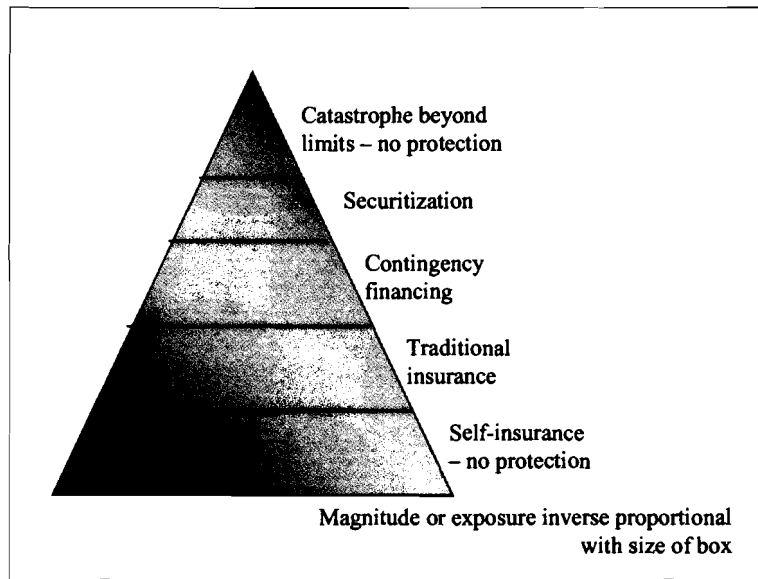 Catastrophe beyond
limits – no protection
Securitization
Contingency
financing
Traditional
insurance
Self-insurance
– no protection
Magnitude or exposure inverse proportional
with size of box